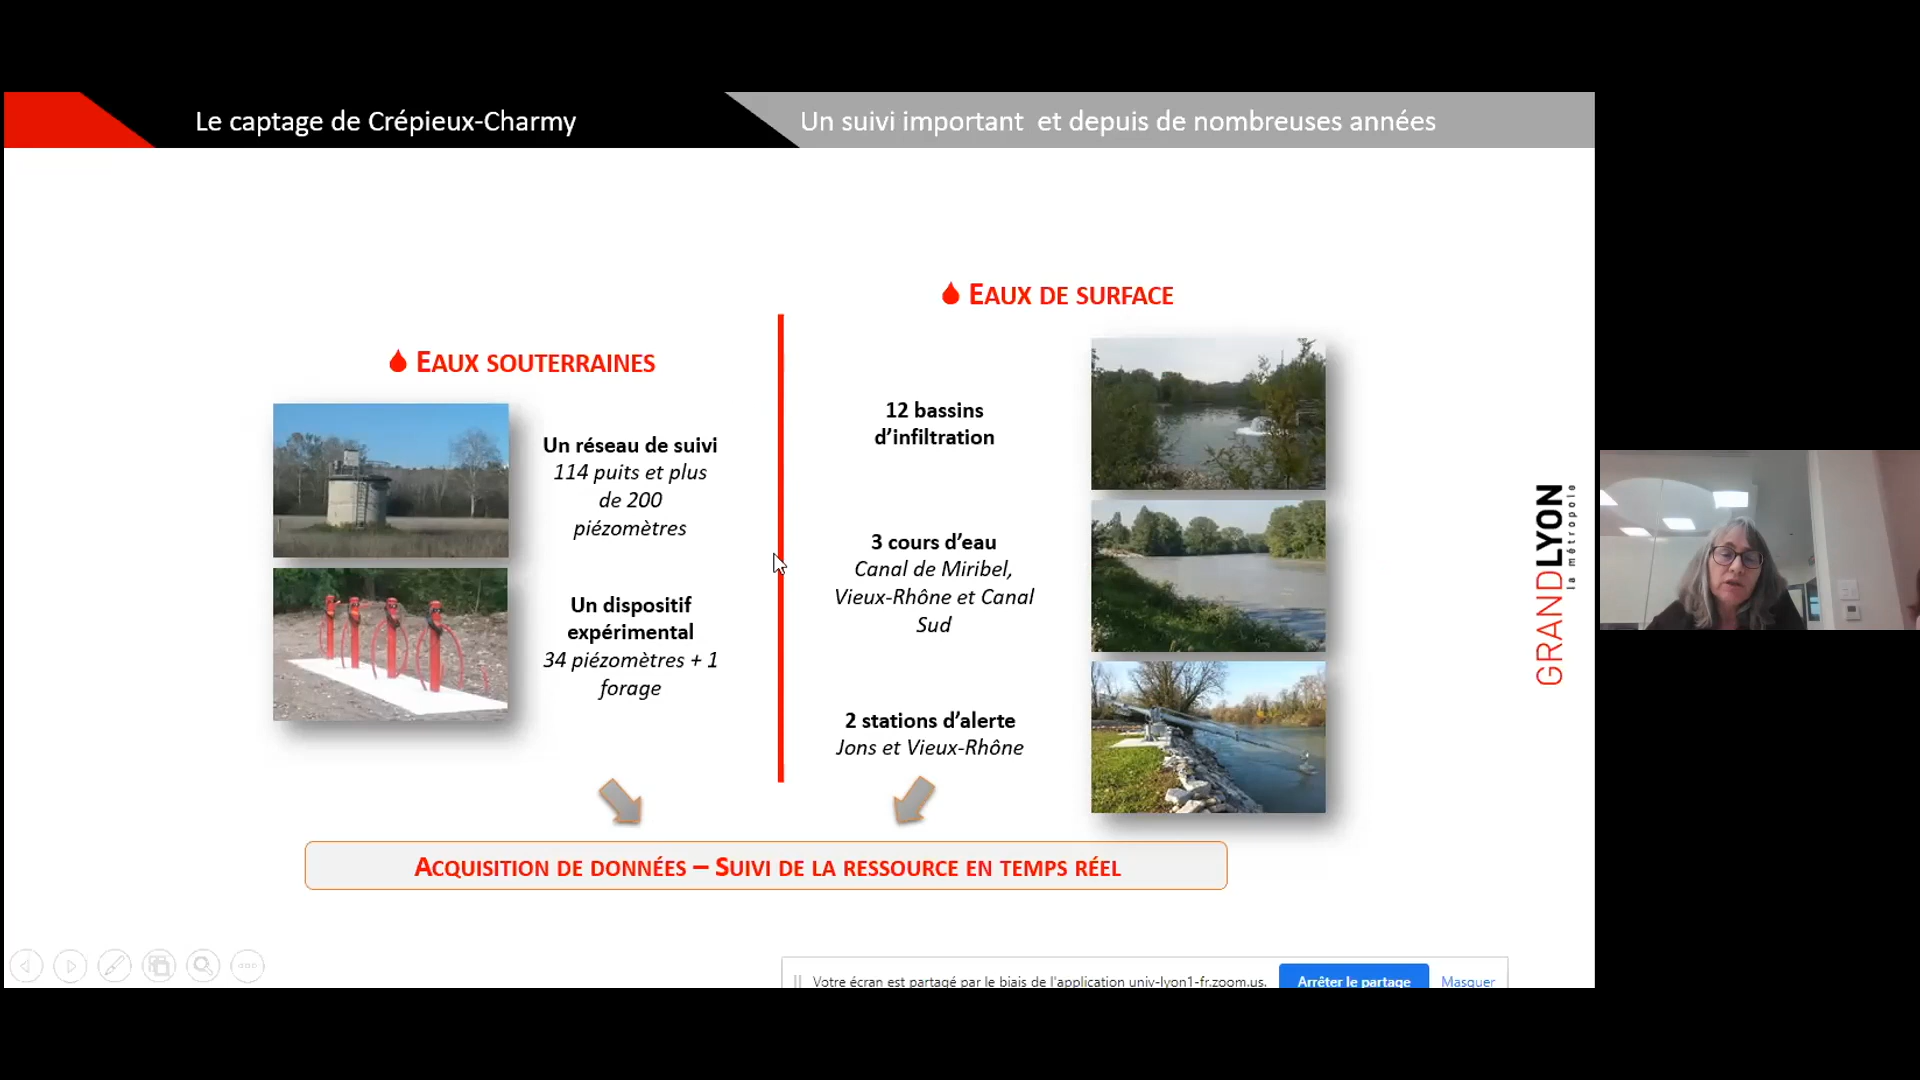 Le captage de Crépieux-Charmy
Un suivi important et depuis de nombreuses années
EAUX SOUTERRAINES
Un réseau de suivi
114 puits et plus
de 200
piézomètres
Un dispositif
expérimental
34 piézomètres + 1
forage
EAUX DE SURFACE
12 bassins
d’infiltration
3 cours d’eau
Canal de Miribel,
Vieux-Rhône et Canal
Sud
2 stations d’alerte
Jons et Vieux-Rhône
ACQUISITION DE DONNÉES – SUIVI DE LA RESSOURCE EN TEMPS RÉEL
GRANDLYON
la métropole
Votre écran est partagé par le biais de l'application univ-lyon1-fr.zoom.us.
Arrêter le partage
Masquer